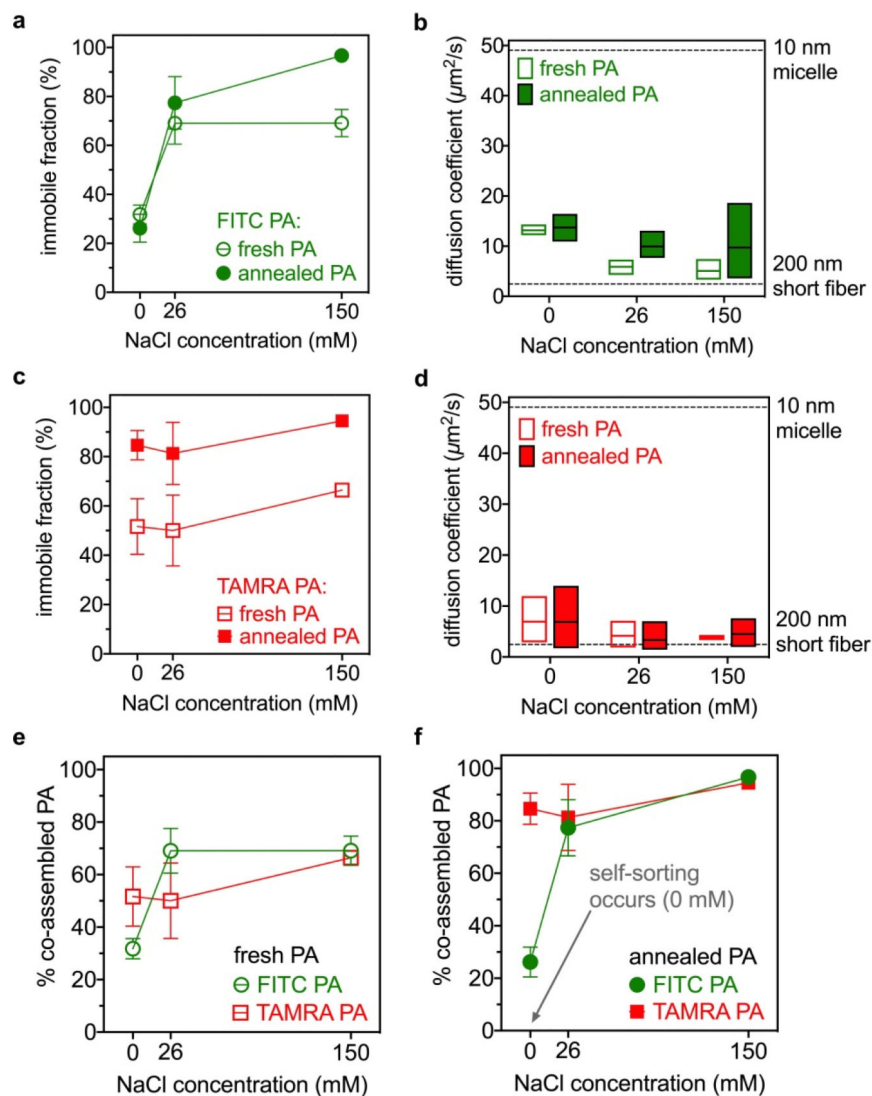 a
immobile fraction (%)
100
80
60
40
20
0
FITC PA:
fresh PA
annealed PA
0 26 150
NaCl concentration (mM)
b
diffusion coefficient (µm²/s)
50
40
30
20
10
0
fresh PA
annealed PA
10 nm
micelle
200 nm
short fiber
0 26 150
NaCl concentration (mM)
c
immobile fraction (%)
100
80
60
40
20
0
TAMRA PA:
fresh PA
annealed PA
0 26 150
NaCl concentration (mM)
d
diffusion coefficient (µm²/s)
50
40
30
20
10
0
fresh PA
annealed PA
10 nm
micelle
200 nm
short fiber
0 26 150
NaCl concentration (mM)
e
% co-assembled PA
100
80
60
40
20
0
fresh PA
FITC PA
TAMRA PA
0 26 150
NaCl concentration (mM)
f
% co-assembled PA
100
80
60
40
20
0
self-sorting
occurs (0 mM)
annealed PA
FITC PA
TAMRA PA
0 26 150
NaCl concentration (mM)